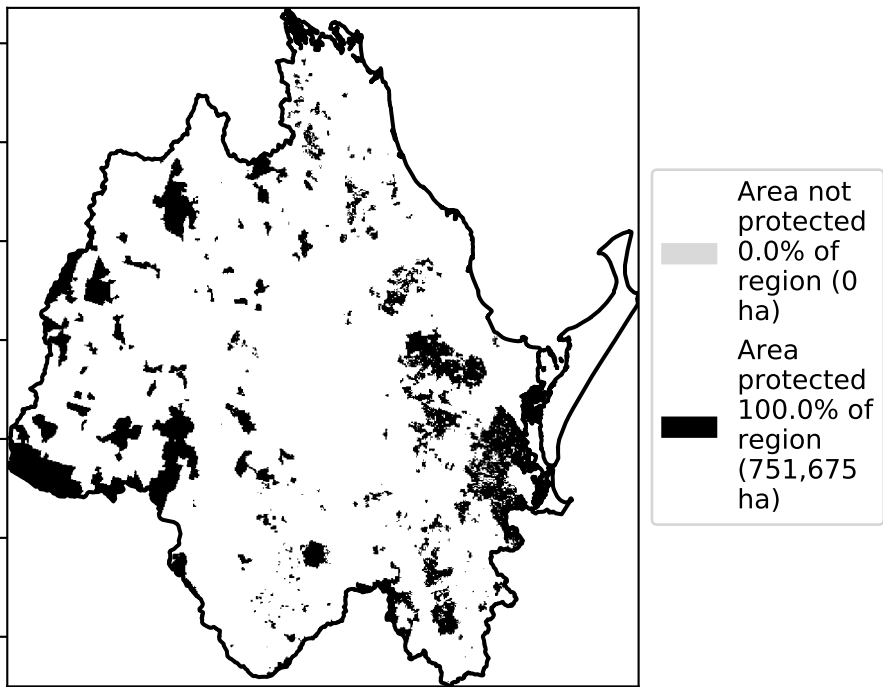 Area not
protected
0.0% of
region (0
ha)
Area
protected
100.0% of
region
(751,675
ha)